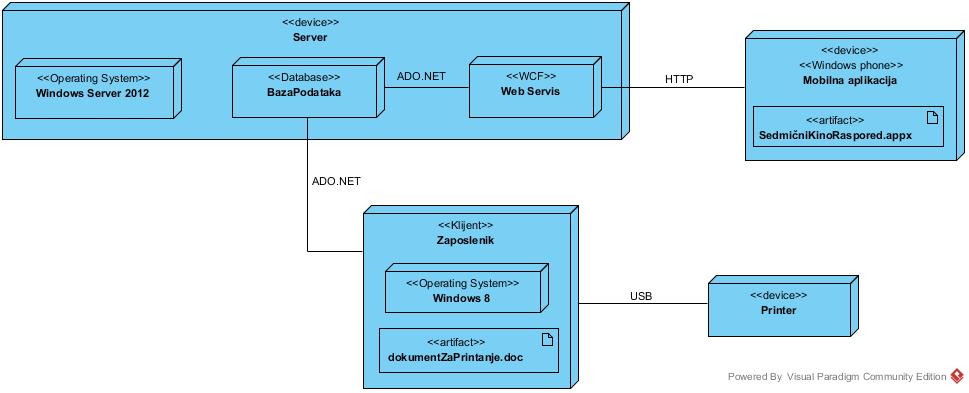 <<device>>
Server
<<Operating System>>
Windows Server 2012
<<Database>>
BazaPodataka
ADO.NET
<<WCF>>
Web Servis
HTTP
<<device>>
<<Windows phone>>
Mobilna aplikacija
<<artifact>>
SedmičniKinoRaspored.appx
ADO.NET
<<Klijent>>
Zaposlenik
<<Operating System>>
Windows 8
<<artifact>>
dokumentZaPrintanje.doc
USB
<<device>>
Printer
Powered By Visual Paradigm Community Edition